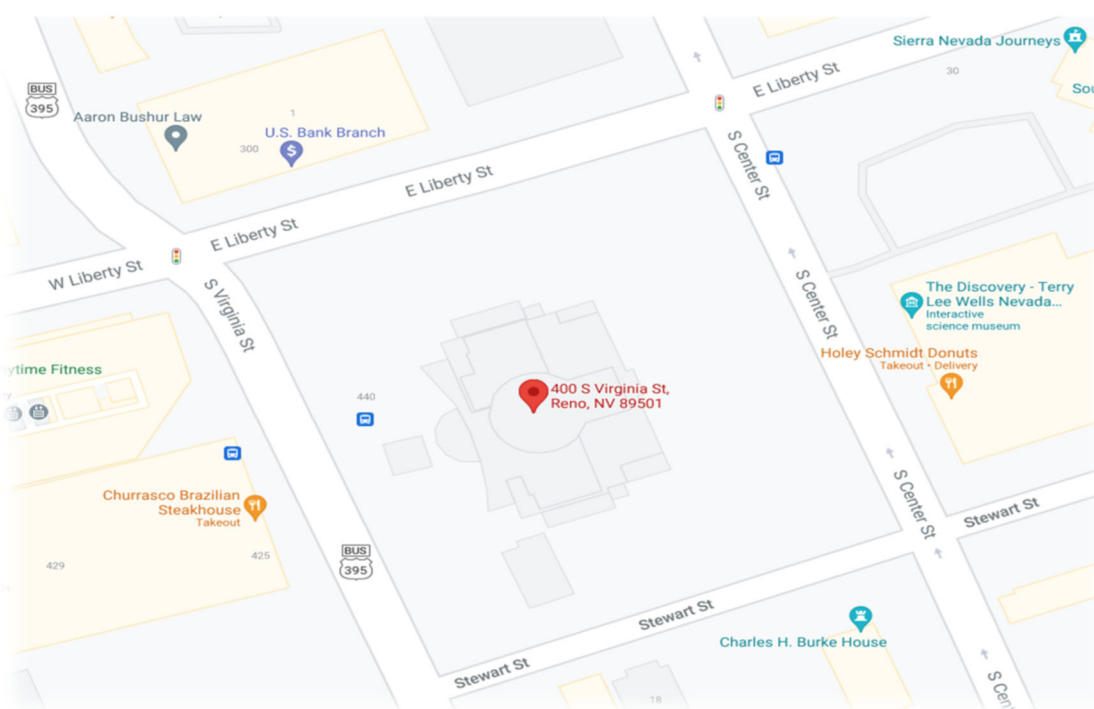 Sierra Nevada Journeys
30
E Liberty St
BUS
395
Aaron Bushur Law
1
U.S. Bank Branch
300
E Liberty St
S Center St
E Liberty St
W Liberty St
S Virginia St
S Center St
The Discovery - Terry
Lee Wells Nevada...
Interactive
science museum
Holey Schmidt Donuts
Takeout • Delivery
ytime Fitness
400 S Virginia St,
Reno, NV 89501
440
Churrasco Brazilian
Steakhouse
Takeout
S Center St
Stewart St
425
429
BUS
395
Stewart St
Charles H. Burke House
Stewart St
18
S Cen